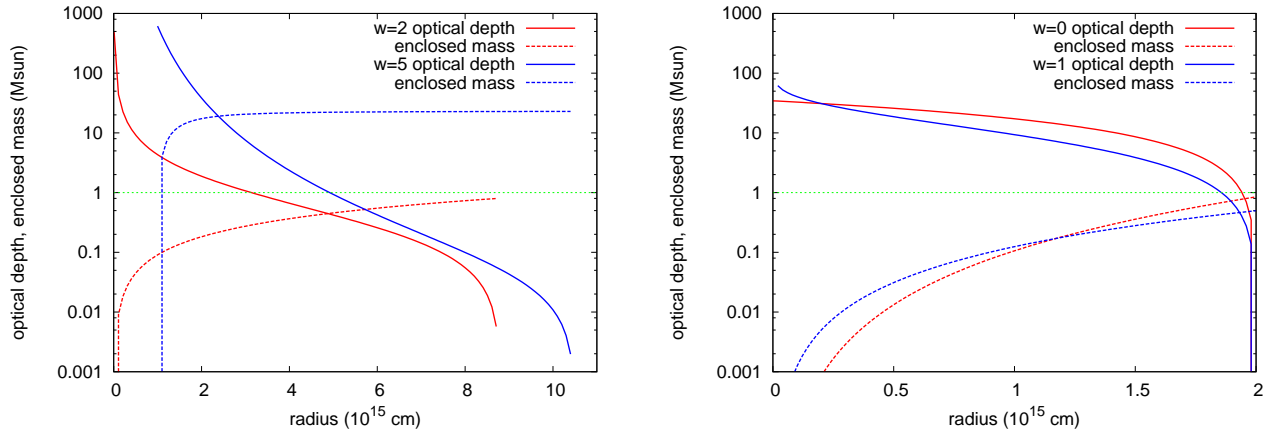 1000
100
10
1
0.1
0.01
0.001
optical depth, enclosed mass (Msun)
w=2 optical depth
enclosed mass
w=5 optical depth
enclosed mass
0 2 4 6 8 10
radius (10^15 cm)
1000
100
10
1
0.1
0.01
0.001
optical depth, enclosed mass (Msun)
w=0 optical depth
enclosed mass
w=1 optical depth
enclosed mass
0 0.5 1 1.5 2
radius (10^15 cm)